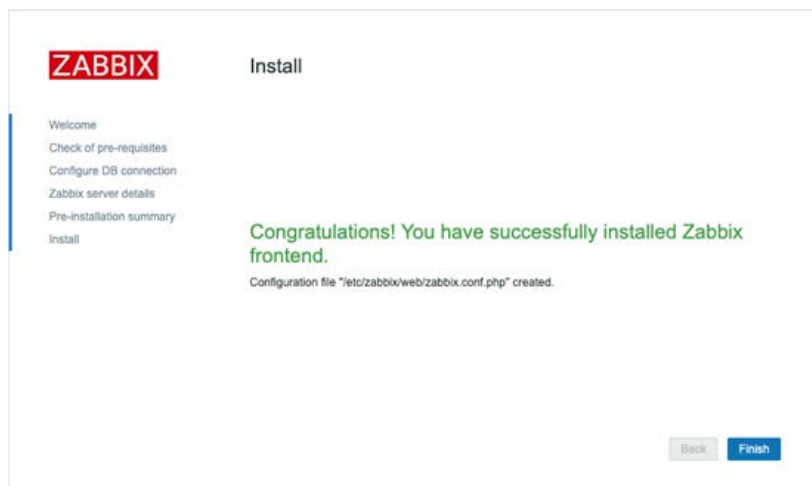 ZABBIX
Install
Welcome
Check of pre-requisites
Configure DB connection
Zabbix server details
Pre-installation summary
Install
Congratulations! You have successfully installed Zabbix
frontend.
Configuration file "/etc/zabbix/web/zabbix.conf.php" created.
Back
Finish